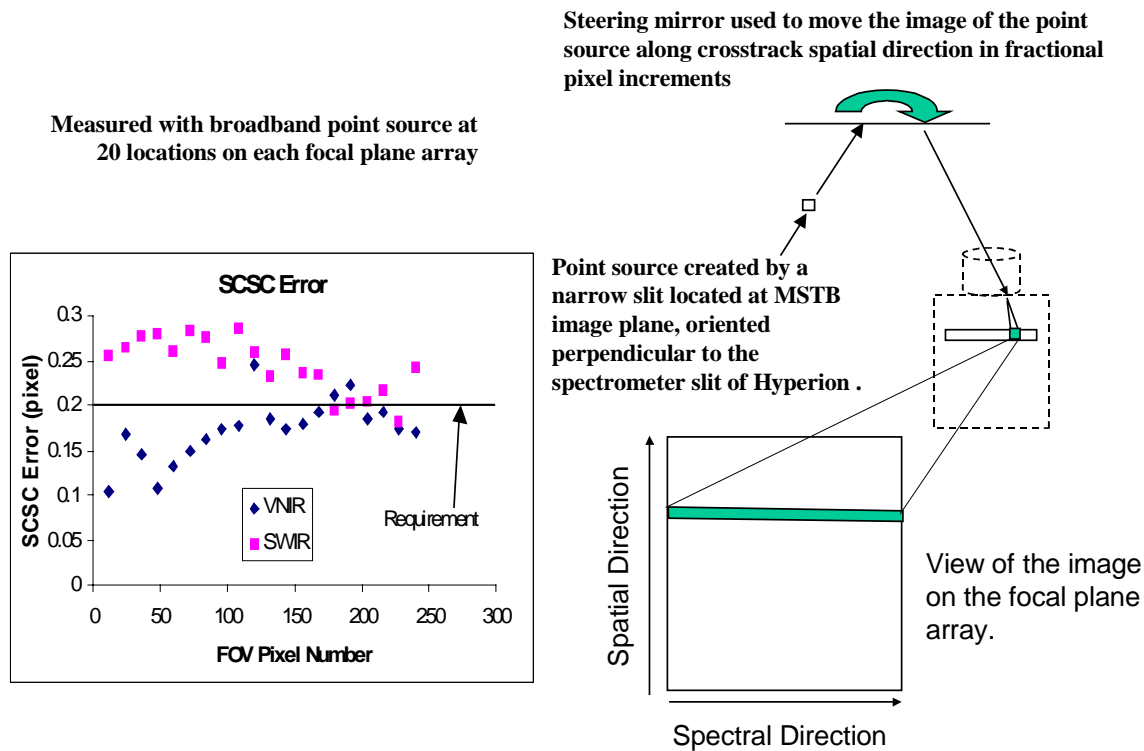 Steering mirror used to move the image of the point
source along crosstrack spatial direction in fractional
pixel increments
Measured with broadband point source at
20 locations on each focal plane array
SCSC Error
0.3
0.25
0.2
0.15
0.1
0.05
0
SCSC Error (pixel)
VNIR
SWIR
Requirement
0
50
100
150
200
250
300
FOV Pixel Number
Point source created by a
narrow slit located at MSTB
image plane, oriented
perpendicular to the
spectrometer slit of Hyperion .
Spatial Direction
Spectral Direction
View of the image
on the focal plane
array.